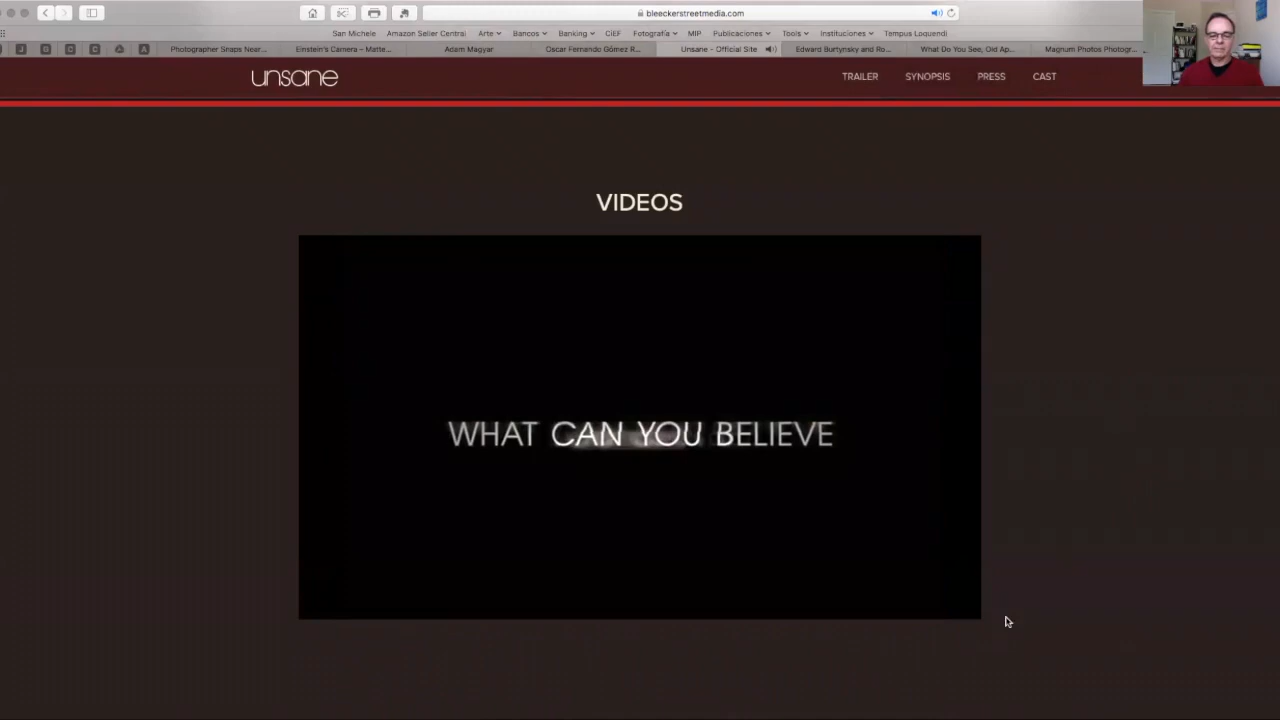 bleeckerstreetmedia.com
San Michele Amazon Seller Central Arte Bancos Banking CiEF Fotografía MIP Publicaciones Tools Instituciones Tempus Loquendi
J Q C C A Photographer Snaps Near... Einstein's Camera – Matte... Adam Magyar Oscar Fernando Gómez R... Unsane - Official Site Edward Burtynsky and Ro... What Do You See, Old Ap... Magnum Photos Photogr...
unsane TRAILER SYNOPSIS PRESS CAST
VIDEOS
WHAT CAN YOU BELIEVE